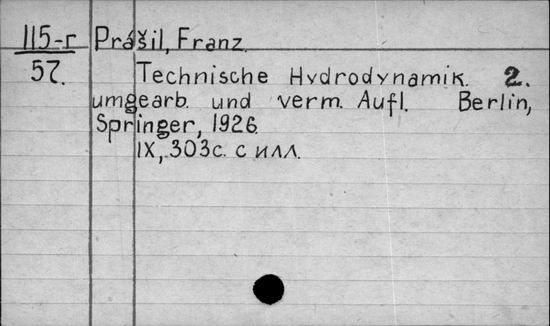 115-г Prášil, Franz.
57. Technische Hydrodynamik. 2.
umgearb. und verm. Aufl. Berlin,
Springer, 1926.
IX, 303с. с илл.